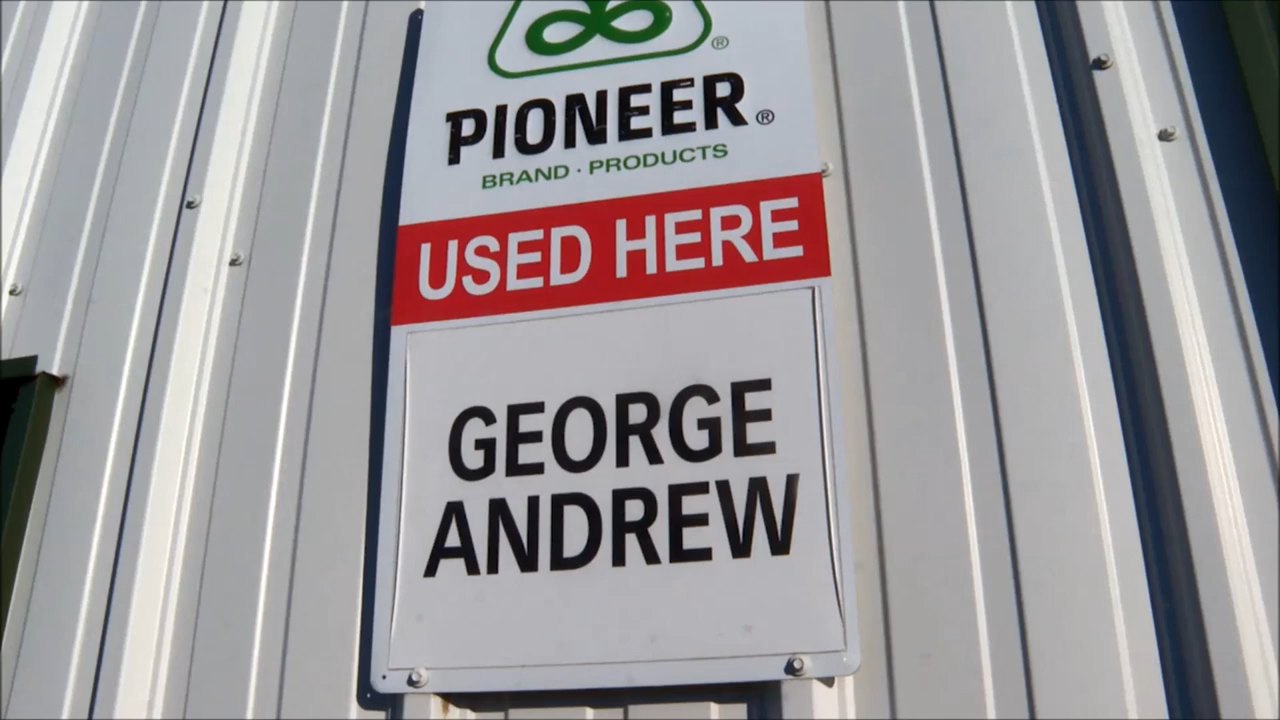 ®
PIONEER®
BRAND · PRODUCTS
USED HERE
GEORGE
ANDREW